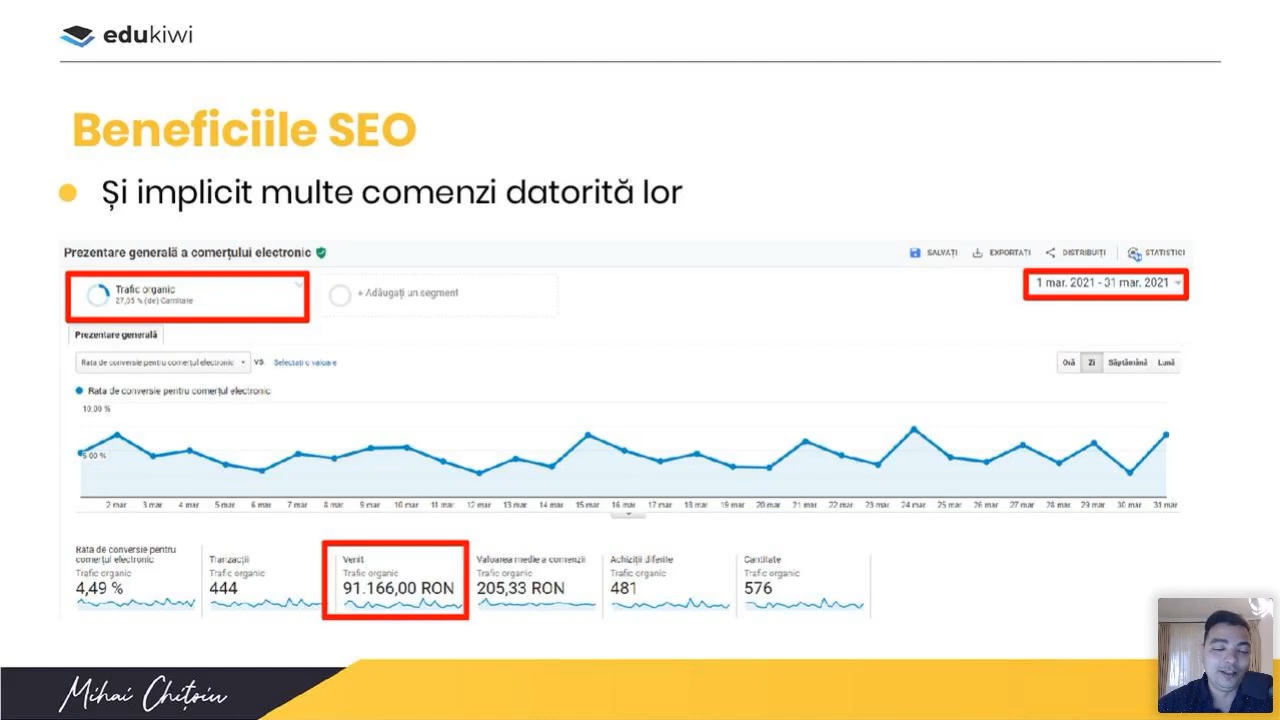 edukiwi
Beneficiile SEO
Și implicit multe comenzi datorită lor
Prezentare generală a comerțului electronic
SALVAȚI EXPORTAȚI DISTRIBUIȚI STATISTICI
Trafic organic
27,05 % (de) Cantitate
+ Adăugați un segment
1 mar. 2021 - 31 mar. 2021
Prezentare generală
Rata de conversie pentru comerțul electronic vs. Selectați o valoare
Oră Zi Săptămână Lună
Rata de conversie pentru comerțul electronic
10,00 %
5,00 %
2 mar 3 mar 4 mar 5 mar 6 mar 7 mar 8 mar 9 mar 10 mar 11 mar 12 mar 13 mar 14 mar 15 mar 16 mar 17 mar 18 mar 19 mar 20 mar 21 mar 22 mar 23 mar 24 mar 25 mar 26 mar 27 mar 28 mar 29 mar 30 mar 31 mar
Rata de conversie pentru
comerțul electronic
Trafic organic
4,49 %
Tranzacții
Trafic organic
444
Venit
Trafic organic
91.166,00 RON
Valoarea medie a comenzii
Trafic organic
205,33 RON
Achiziții diferite
Trafic organic
481
Cantitate
Trafic organic
576
Mihai Chițoiu